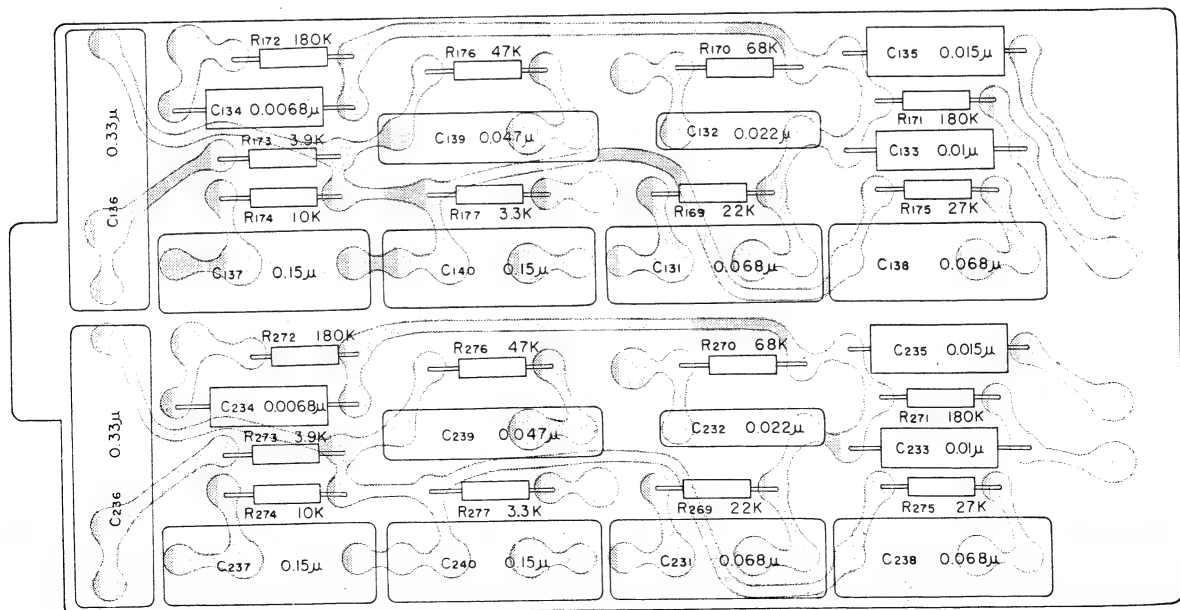 R172 180K
R176 47K
R170 68K
C135 0.015µ
C134 0.0068µ
R171 180K
C136 0.33µ
R173 3.9K
C139 0.047µ
C132 0.022µ
C133 0.01µ
R174 10K
R177 3.3K
R169 22K
R175 27K
C137 0.15µ
C140 0.15µ
C131 0.068µ
C138 0.068µ
R272 180K
R276 47K
R270 68K
C235 0.015µ
C234 0.0068µ
R271 180K
C236 0.33µ
R273 3.9K
C239 0.047µ
C232 0.022µ
C233 0.01µ
R274 10K
R277 3.3K
R269 22K
R275 27K
C237 0.15µ
C240 0.15µ
C231 0.068µ
C238 0.068µ